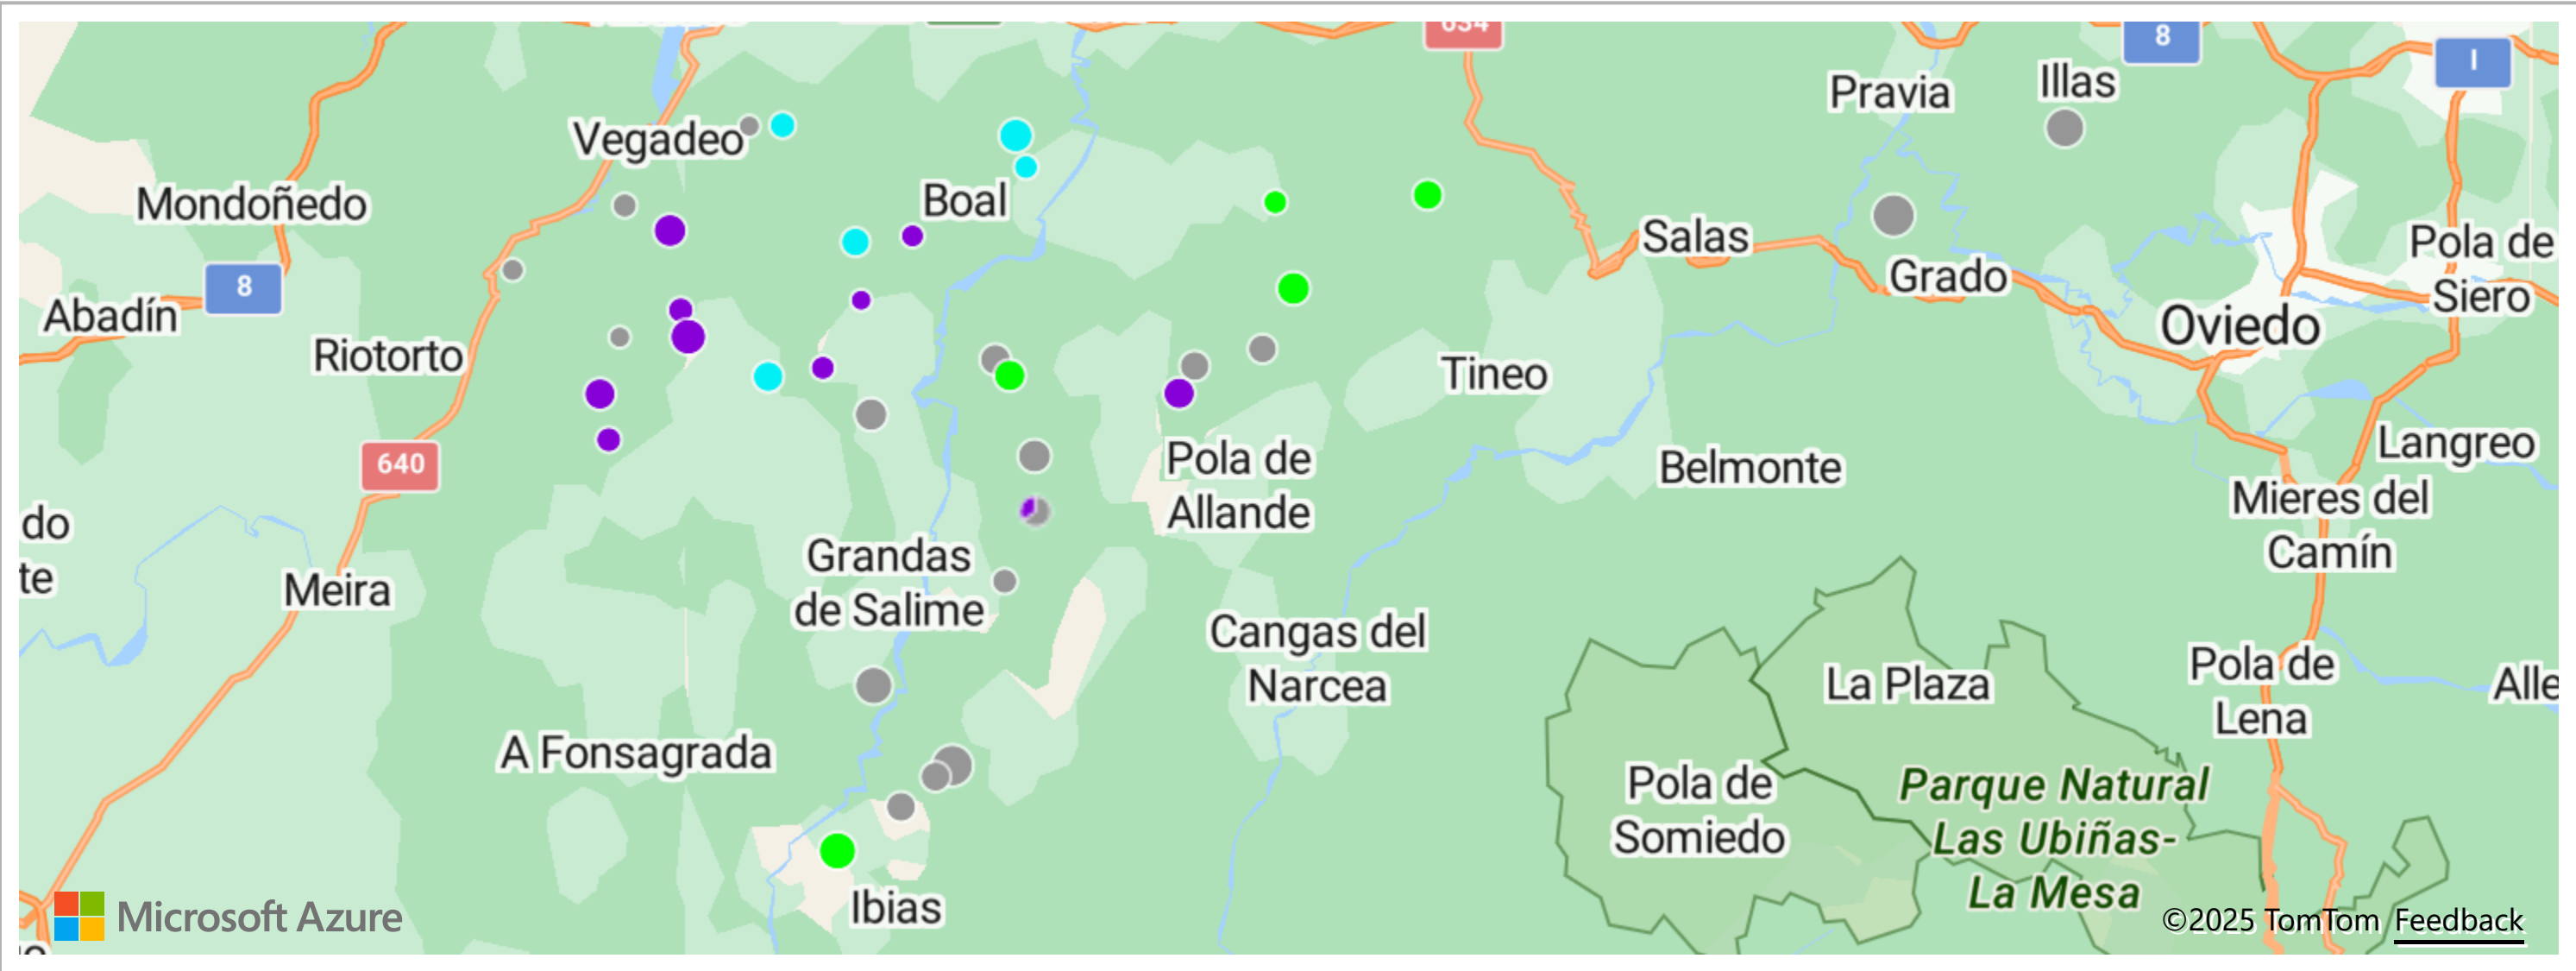 634
8
I
Illas
Pravia
Vegadeo
Mondoñedo
Boal
Salas
Pola de
Siero
Grado
8
Abadín
Oviedo
Riotorto
Tineo
640
Pola de
Allande
Belmonte
Langreo
Mieres del
Camín
do
te
Grandas
de Salime
Meira
Cangas del
Narcea
La Plaza
Pola de
Lena
Alle
A Fonsagrada
Pola de
Somiedo
Parque Natural
Las Ubiñas-
La Mesa
Ibias
Microsoft Azure
©2025 TomTom Feedback